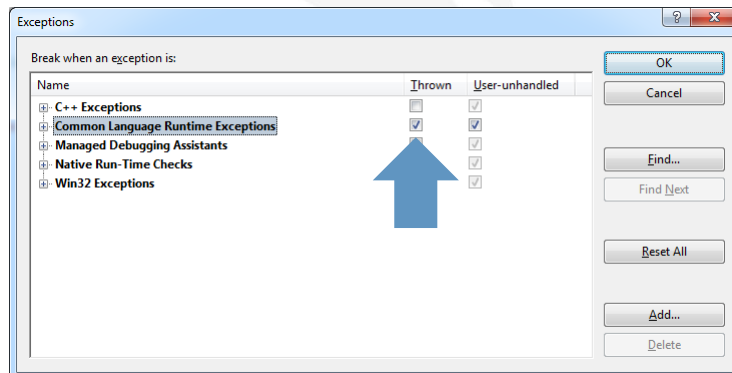 Exceptions
Break when an exception is:
OK
Name Thrown User-unhandled
Cancel
C++ Exceptions
Common Language Runtime Exceptions
Managed Debugging Assistants
Native Run-Time Checks
Find...
Win32 Exceptions
Find Next
Reset All
Add...
Delete